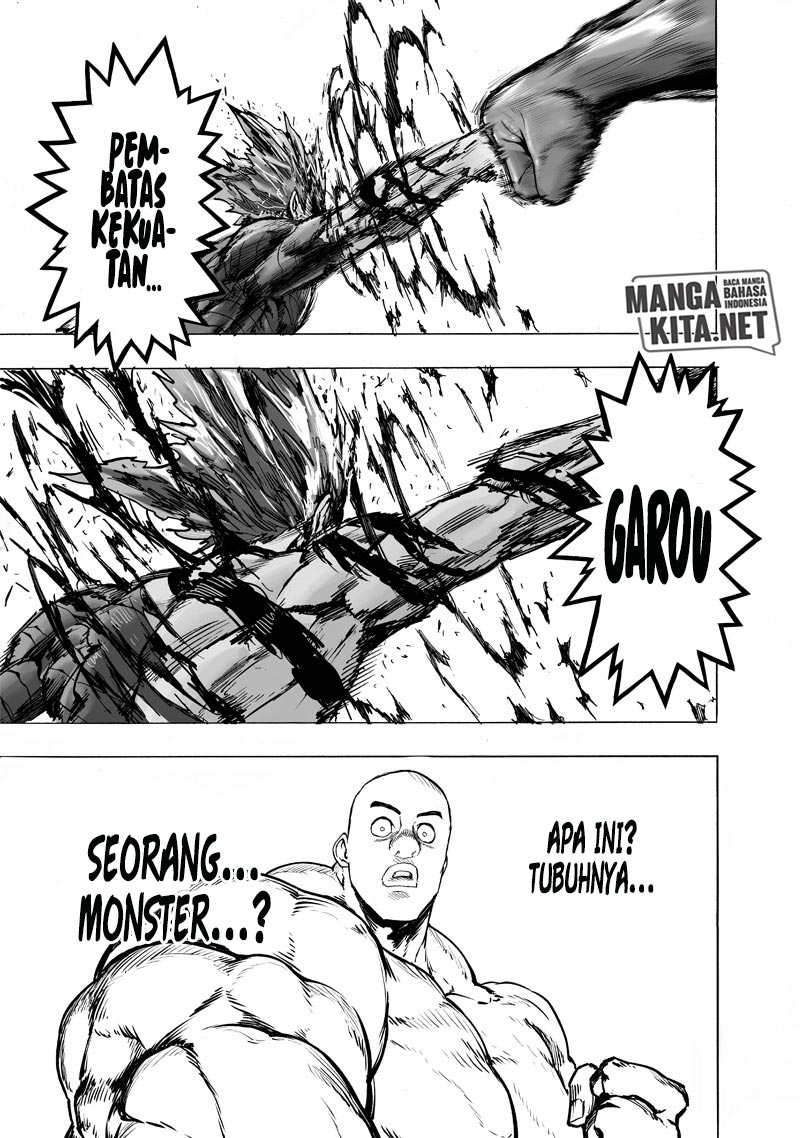 PEM-
BATAS
KEKUA-
TAN...
MANGA
KITA.NET
BACA MANGA
BAHASA
INDONESIA
GAROU
APA INI?
TUBUHNYA...
SEORANG...
MONSTER...?